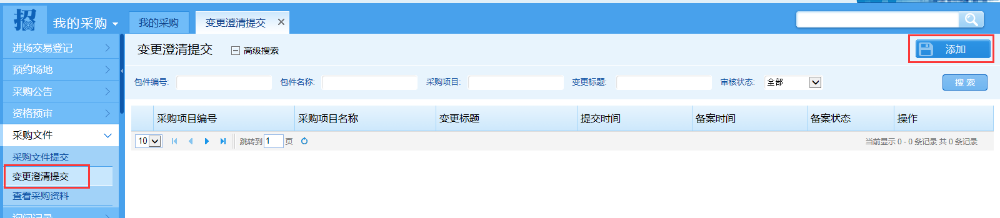 招 我的采购 我的采购 变更澄清提交
进场交易登记
预约场地
采购公告
资格预审
采购文件
采购文件提交
变更澄清提交
查看采购资料
询问记录
变更澄清提交 高级搜索 添加
包件编号: 包件名称: 采购项目: 变更标题: 审核状态: 全部 搜 索
采购项目编号 采购项目名称 变更标题 提交时间 备案时间 备案状态 操作
10 跳转到 1 页 当前显示 0 - 0 条记录 共 0 条记录